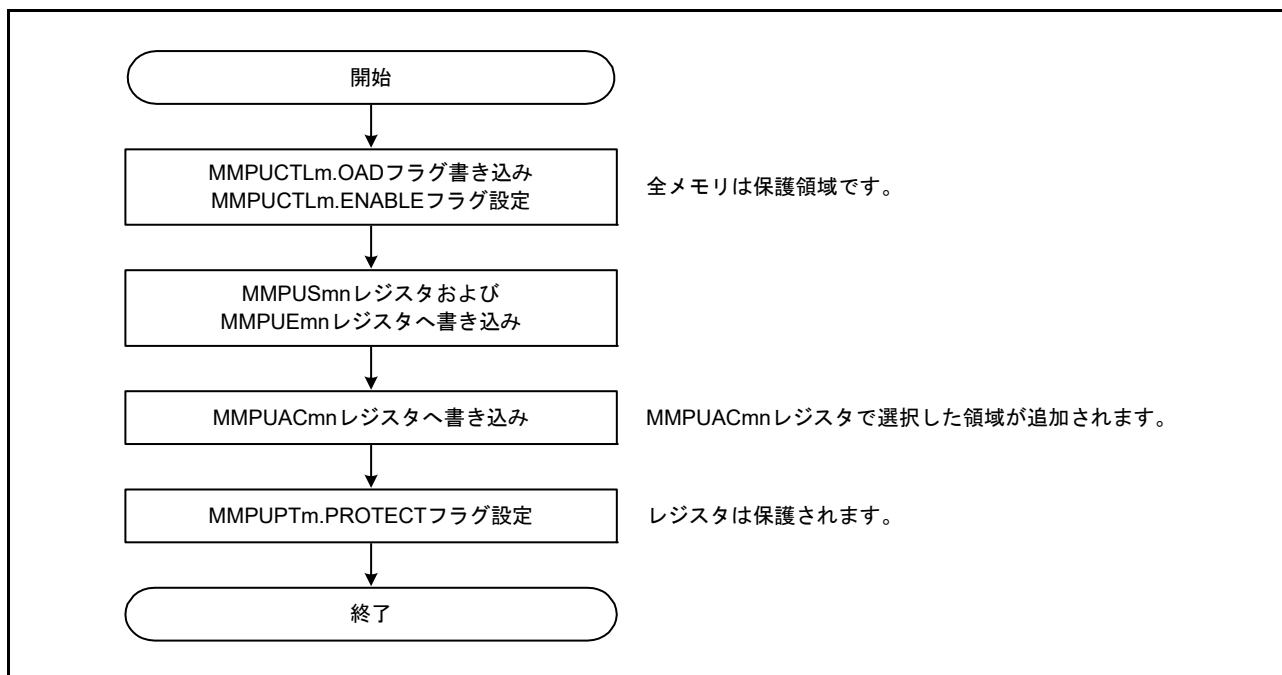 開始
MMPUCTLm.OADフラグ書き込み
MMPUCTLm.ENABLEフラグ設定
全メモリは保護領域です。
MMPUSmnレジスタおよび
MMPUEmnレジスタへ書き込み
MMPUACmnレジスタへ書き込み
MMPUACmnレジスタで選択した領域が追加されます。
MMPUPTm.PROTECTフラグ設定
レジスタは保護されます。
終了